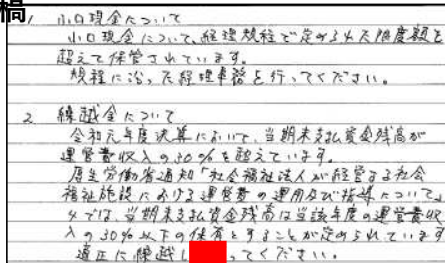 稿
1. 小口現金について
小口現金について、経理規程で定められた限度額を
超えて保管されています。
規程に沿った経理事務を行ってください。
2 繰越金について
令和元年度決算において、当期末支払資金残高が
運営費収入の30%を超えています。
厚生労働省通知「社会福祉法人が経営する社会
福祉施設における運営費の運用及び指導について」
4では、当期末支払資金残高は当該年度の運営費収
入の30%以下の保有とすることが定められています
適正に繰越し ってください。